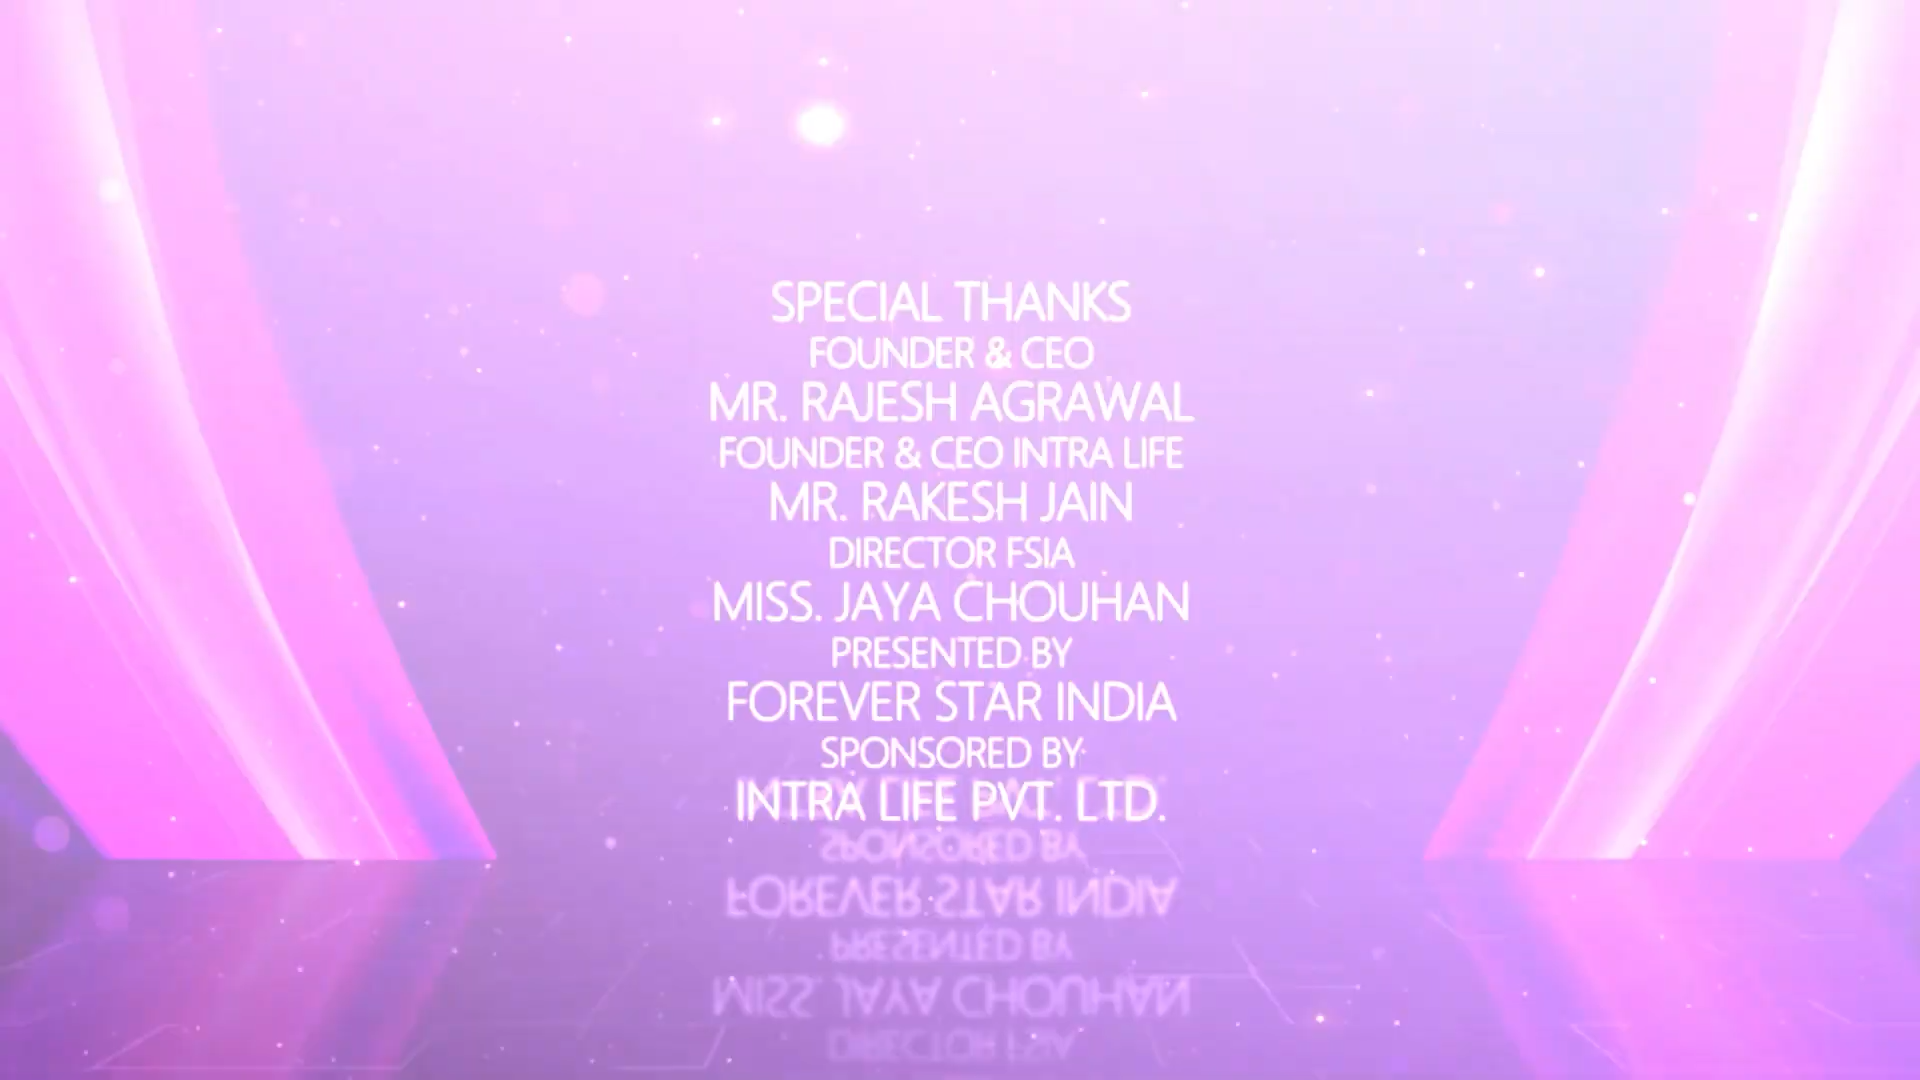 SPECIAL THANKS
FOUNDER & CEO
MR. RAJESH AGRAWAL
FOUNDER & CEO INTRA LIFE
MR. RAKESH JAIN
DIRECTOR FSIA
MISS. JAYA CHOUHAN
PRESENTED BY
FOREVER STAR INDIA
SPONSORED BY
INTRA LIFE PVT. LTD.